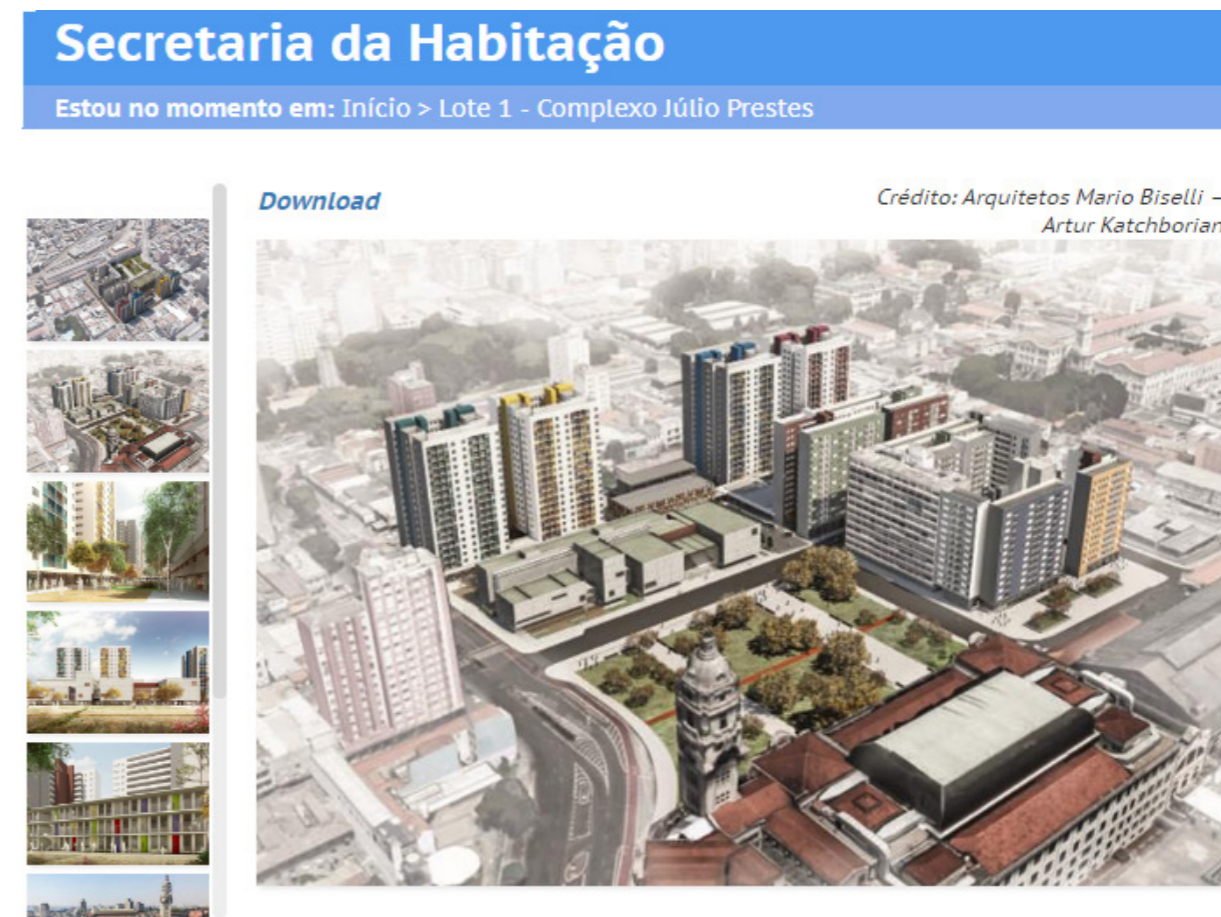 Secretaria da Habitação
Estou no momento em: Início > Lote 1 - Complexo Júlio Prestes
Download
Crédito: Arquitetos Mario Biselli –
Artur Katchborian